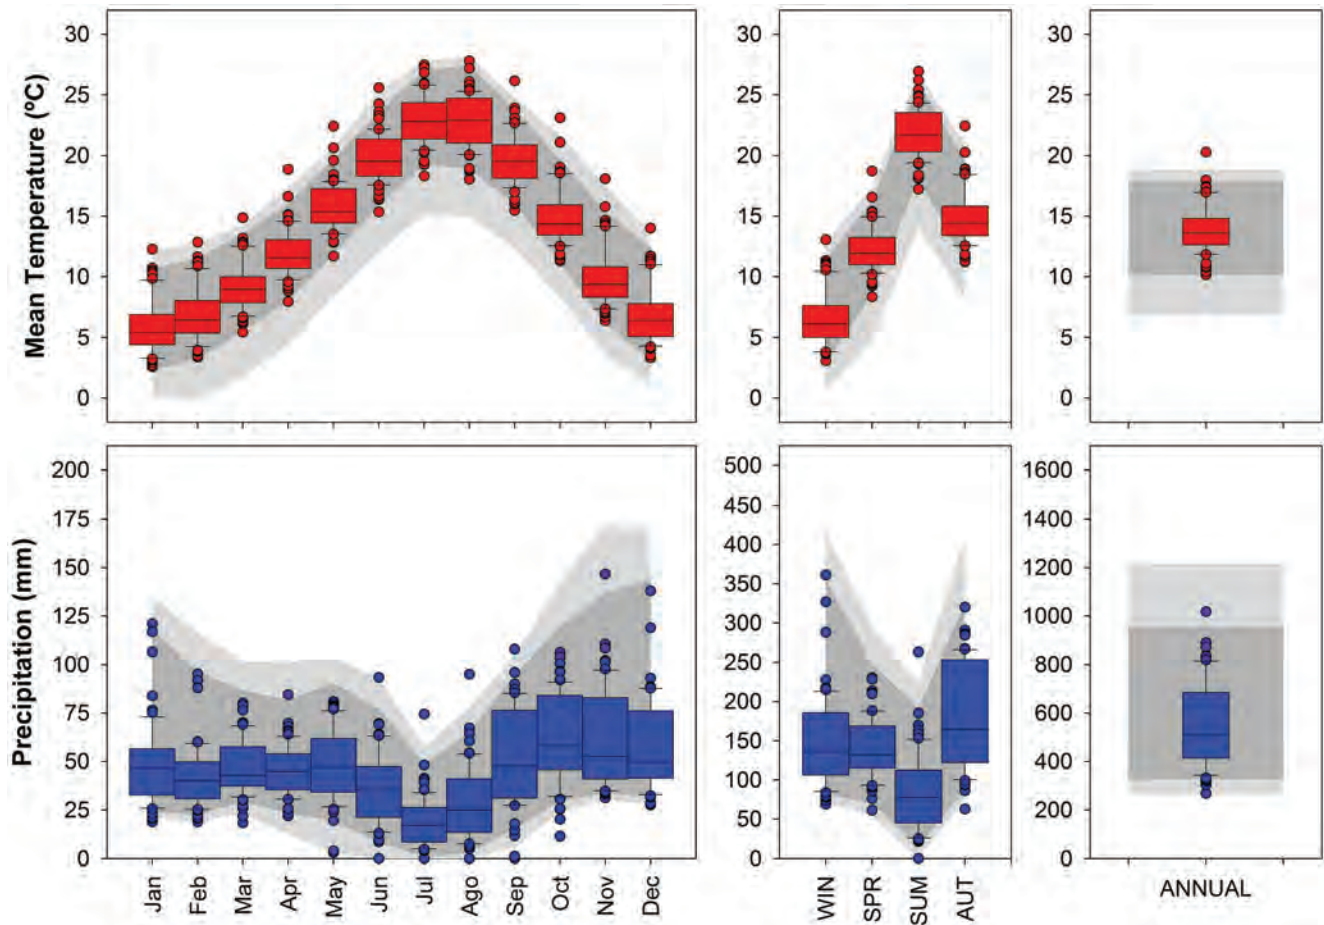 Mean Temperature (ºC)
30
25
20
15
10
5
0
30
25
20
15
10
5
0
30
25
20
15
10
5
0
Precipitation (mm)
200
175
150
125
100
75
50
25
0
500
450
400
350
300
250
200
150
100
50
0
1600
1400
1200
1000
800
600
400
200
0
Jan
Feb
Mar
Apr
May
Jun
Jul
Ago
Sep
Oct
Nov
Dec
WIN
SPR
SUM
AUT
ANNUAL